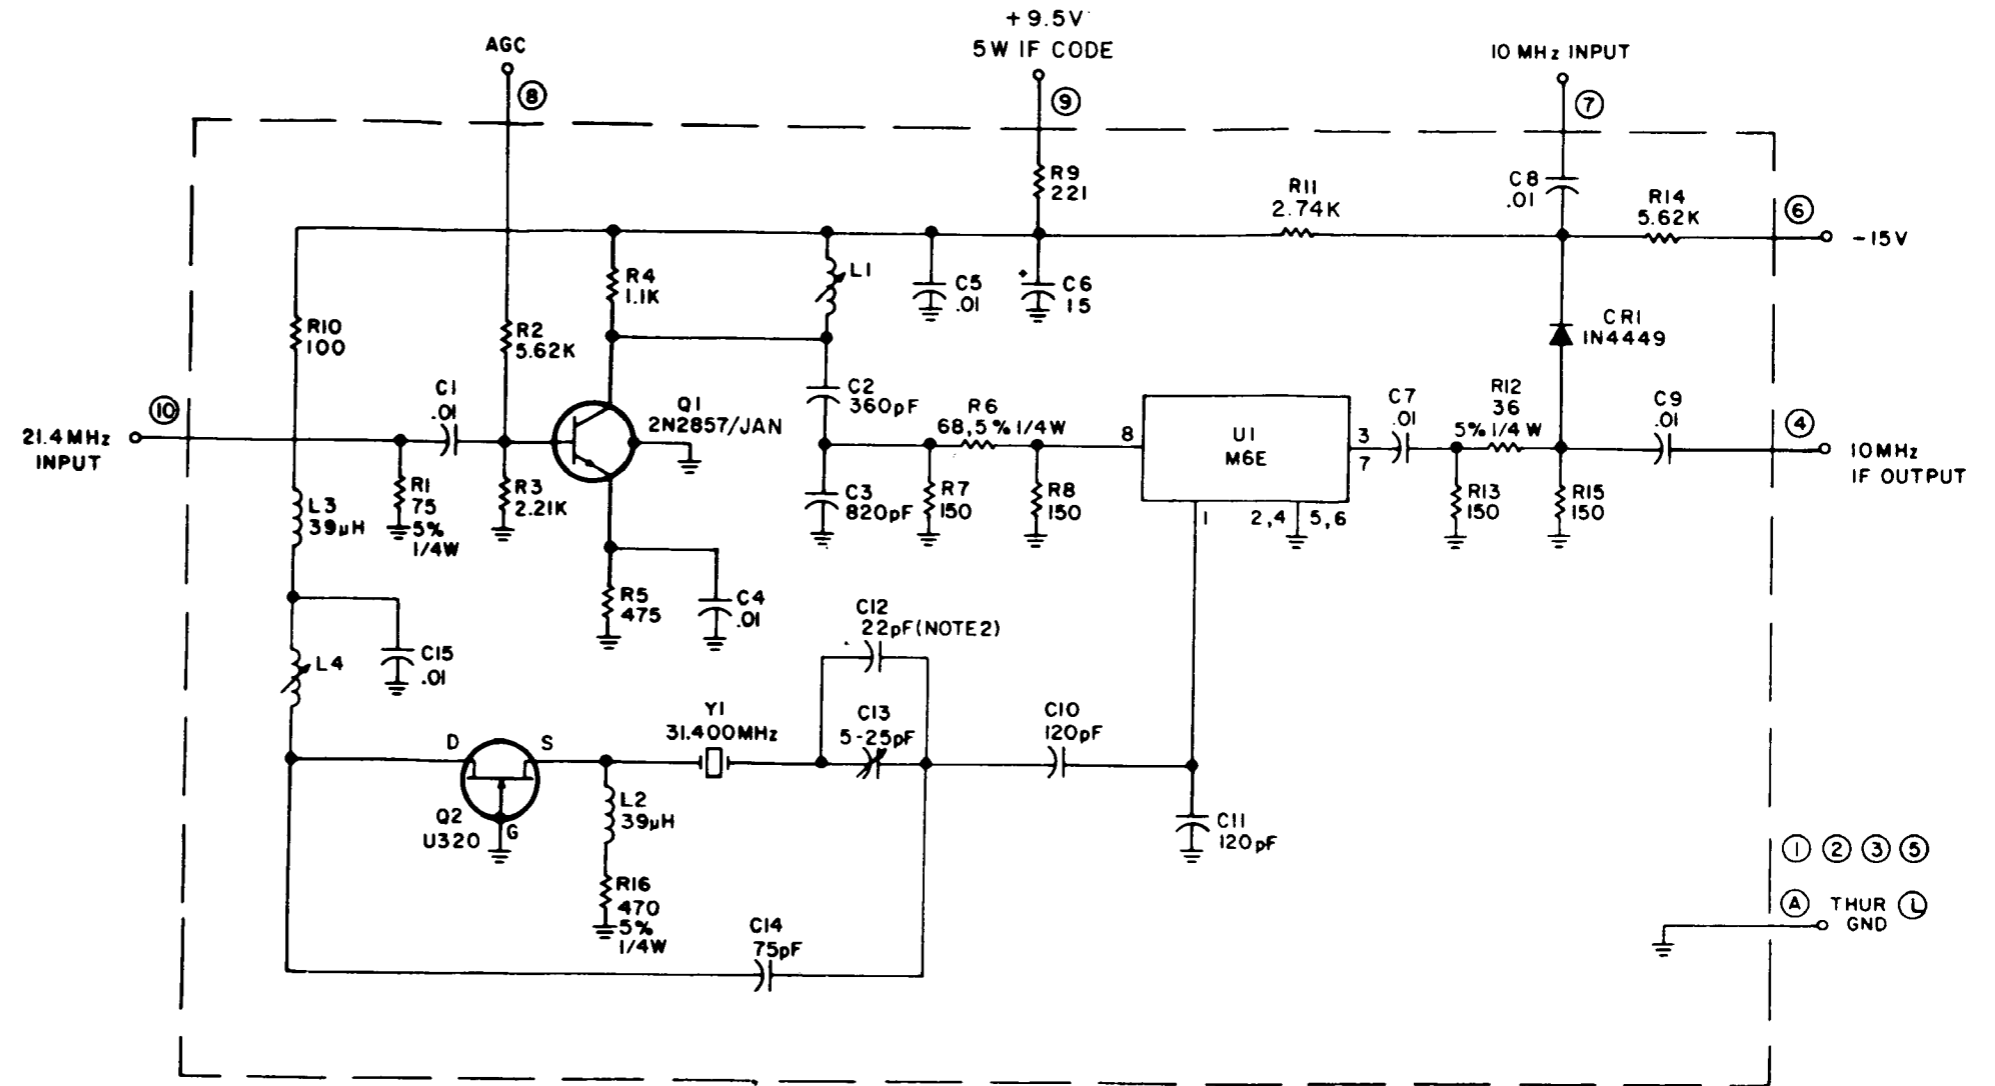 +9.5V
AGC
5W IF CODE
10 MHz INPUT
8
9
7
R9
221
C8
.01
R11
2.74K
R14
5.62K
6
-15V
R4
1.1K
L1
C5
.01
+
C6
15
R10
100
R2
5.62K
CR1
1N4449
10
C1
.01
Q1
2N2857/JAN
C2
360pF
R6
68,5% 1/4W
C7
.01
R12
36
5% 1/4W
C9
.01
4
21.4MHz
INPUT
8
U1
M6E
3
7
10MHz
IF OUTPUT
L3
39µH
R1
75
5%
1/4W
R3
2.21K
C3
820pF
R7
150
R8
150
1
2,4
5,6
R13
150
R15
150
R5
475
C4
.01
C12
22pF(NOTE2)
L4
C15
.01
Y1
31.400MHz
C13
5-25pF
C10
120pF
D
S
Q2
U320
G
L2
39µH
C11
120pF
1 2 3 5
R16
470
5%
1/4W
A THUR L
GND
C14
75pF